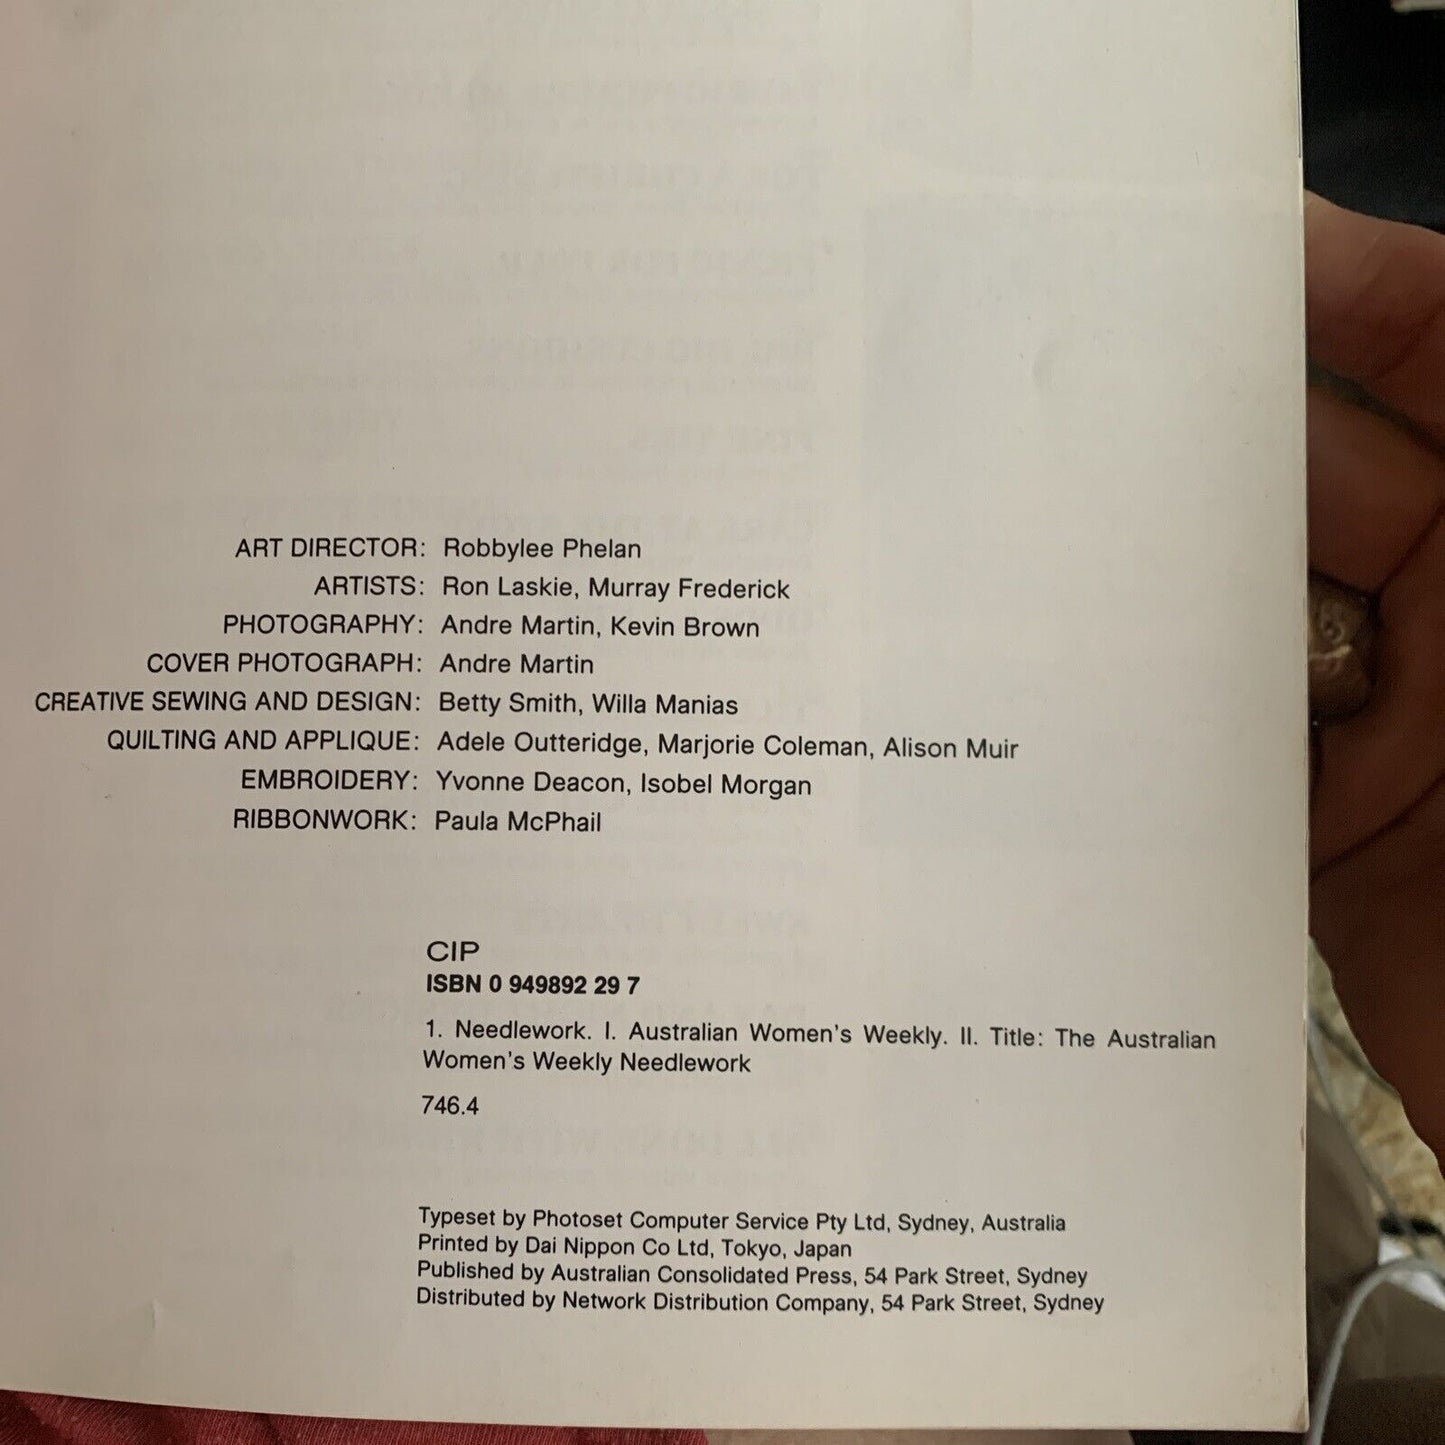 ART DIRECTOR: Robbylee Phelan
ARTISTS: Ron Laskie, Murray Frederick
PHOTOGRAPHY: Andre Martin, Kevin Brown
COVER PHOTOGRAPH: Andre Martin
CREATIVE SEWING AND DESIGN: Betty Smith, Willa Manias
QUILTING AND APPLIQUE: Adele Outteridge, Marjorie Coleman, Alison Muir
EMBROIDERY: Yvonne Deacon, Isobel Morgan
RIBBONWORK: Paula McPhail
CIP
ISBN 0 949892 29 7
1. Needlework. I. Australian Women's Weekly. II. Title: The Australian
Women's Weekly Needlework
746.4
Typeset by Photoset Computer Service Pty Ltd, Sydney, Australia
Printed by Dai Nippon Co Ltd, Tokyo, Japan
Published by Australian Consolidated Press, 54 Park Street, Sydney
Distributed by Network Distribution Company, 54 Park Street, Sydney